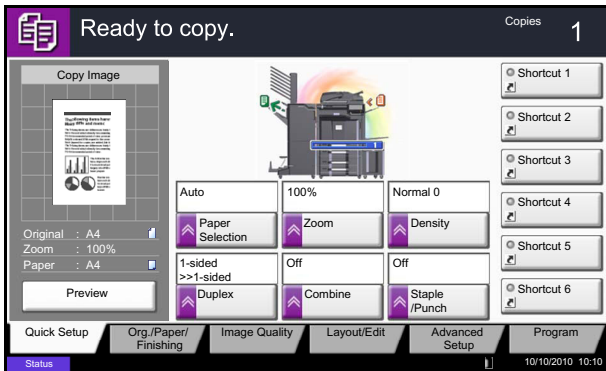 Ready to copy.
Copies 1
Copy Image
Original : A4
Zoom : 100%
Paper : A4
Preview
1
Auto
Paper
Selection
100%
Zoom
Normal 0
Density
1-sided
>>1-sided
Duplex
Off
Combine
Off
Staple
/Punch
Shortcut 1
Shortcut 2
Shortcut 3
Shortcut 4
Shortcut 5
Shortcut 6
Quick Setup
Org./Paper/
Finishing
Image Quality
Layout/Edit
Advanced
Setup
Program
Status
10/10/2010 10:10